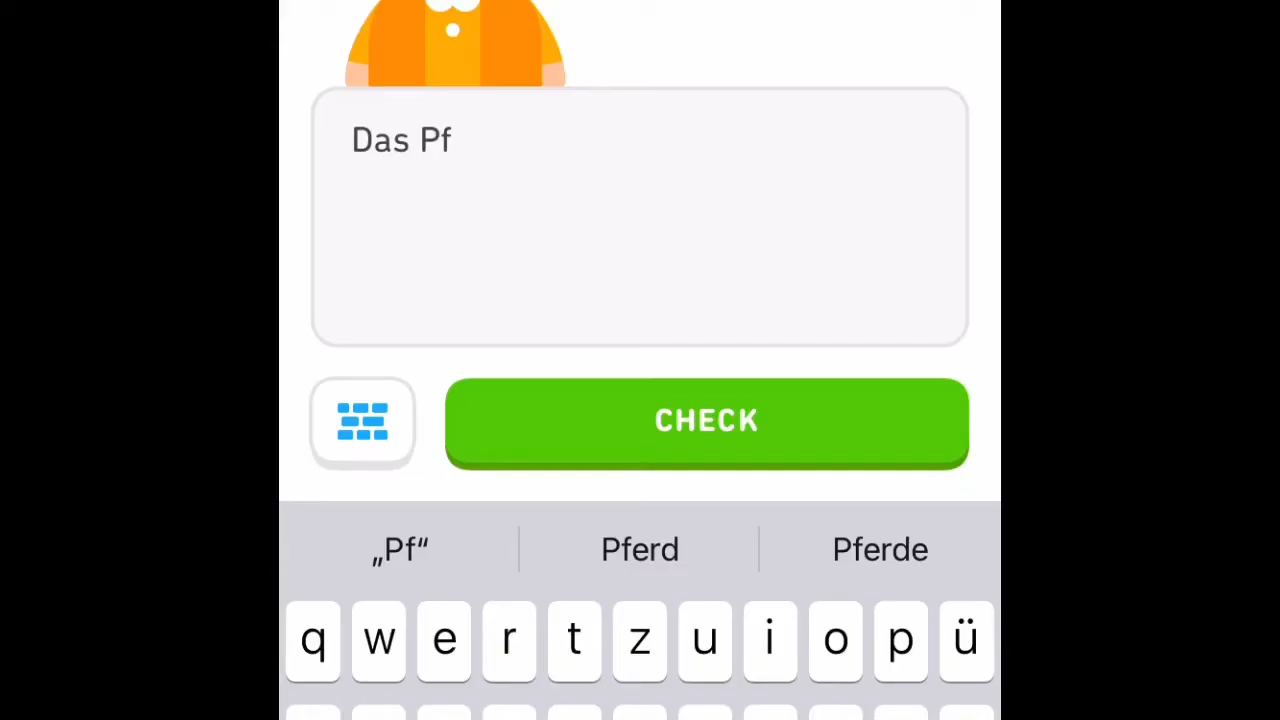 Das Pf
CHECK
„Pf“ Pferd Pferde
q w e r t z u i o p ü